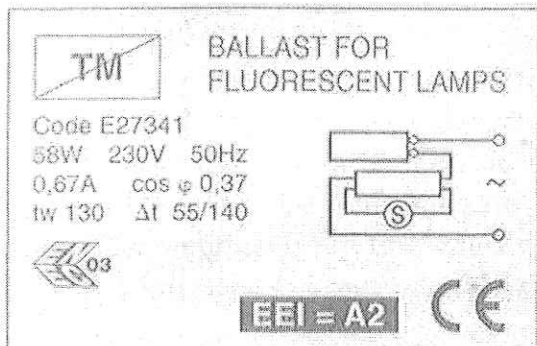 TM
BALLAST FOR
FLUORESCENT LAMPS
Code E27341
58W 230V 50Hz
0,67A cos φ 0,37
tw 130 Δt 55/140
S
~
03
EEI = A2
CE